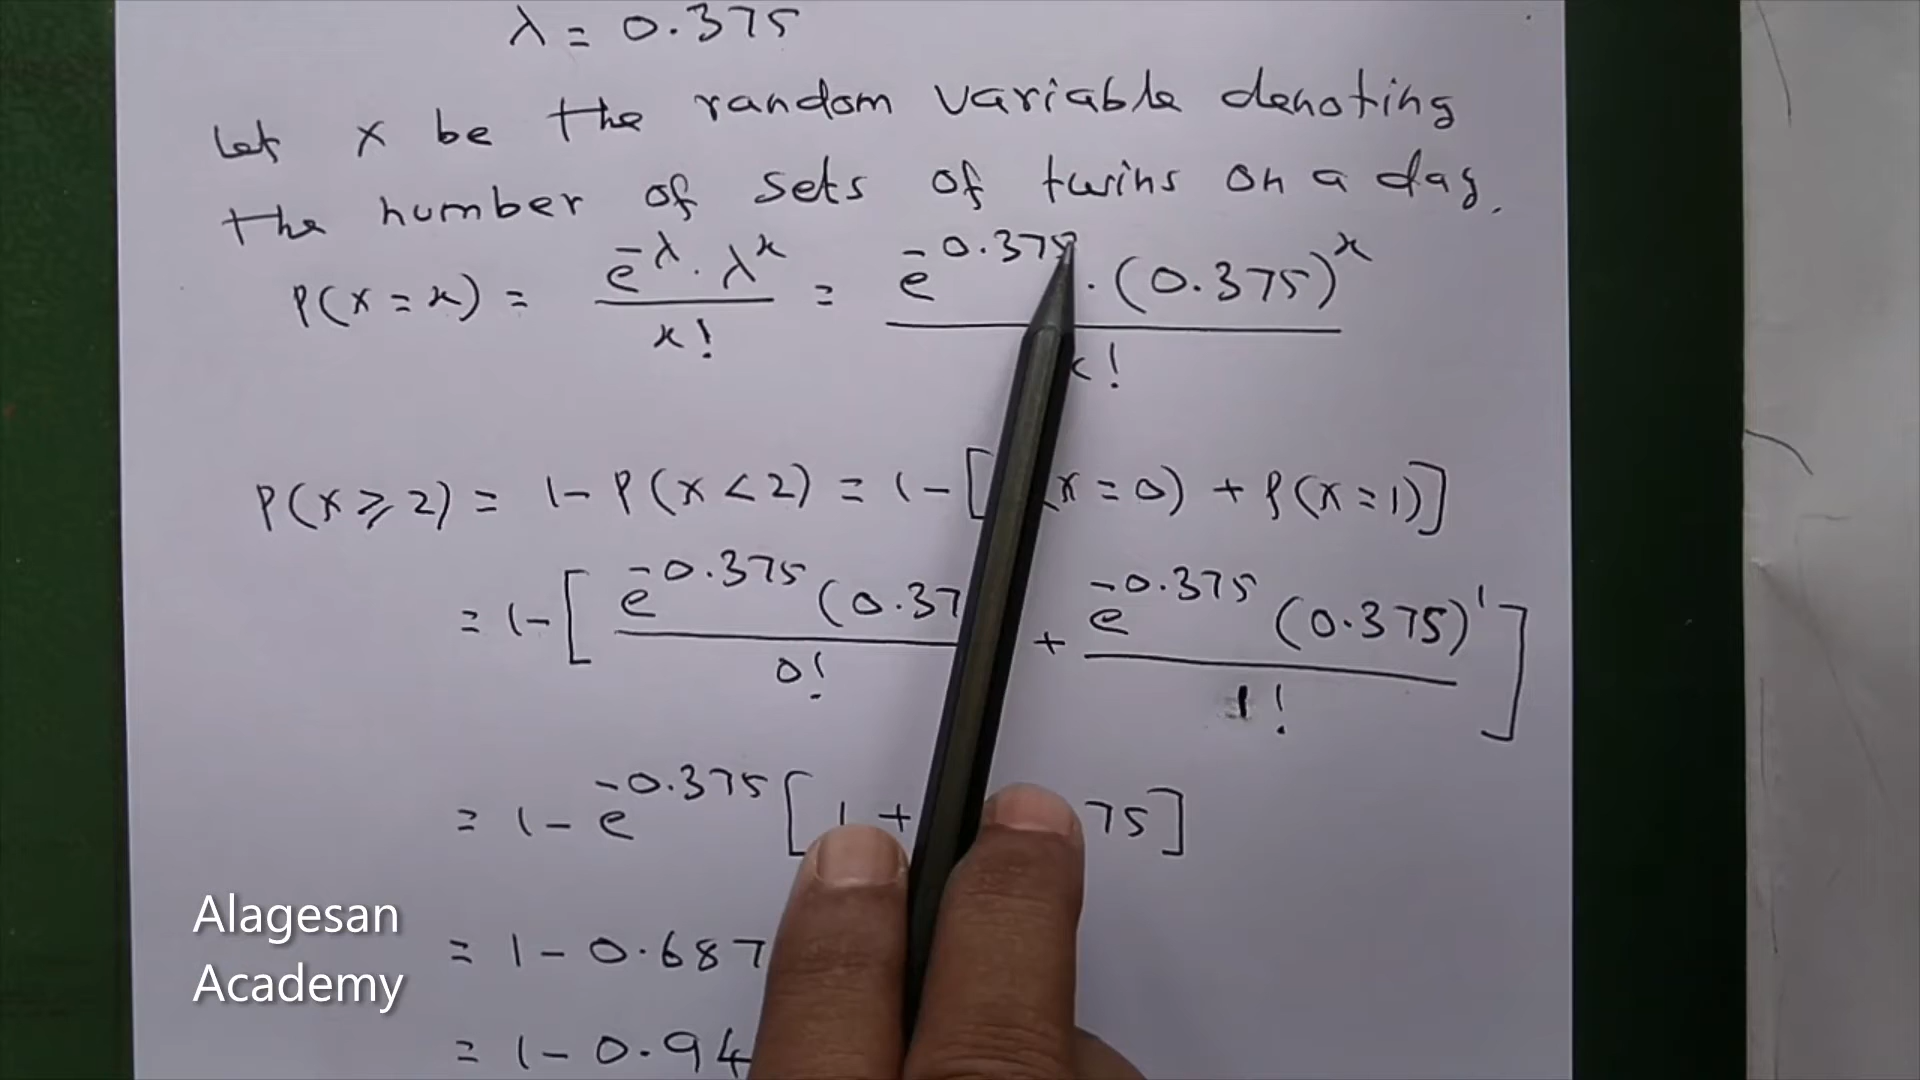 λ = 0.375
Let X be the random variable denoting
the number of sets of twins on a day.
P(X = x) = e^-λ · λ^x / x! = e^-0.375 · (0.375)^x / x!
P(X ≥ 2) = 1 - P(X < 2) = 1 - [ (X = 0) + P(X = 1)]
= 1 - [ e^-0.375 (0.37 / 0! + e^-0.375 (0.375)^1 / 1! ]
= 1 - e^-0.375 [ 1 + 75]
= 1 - 0.687
= 1 - 0.94
Alagesan
Academy